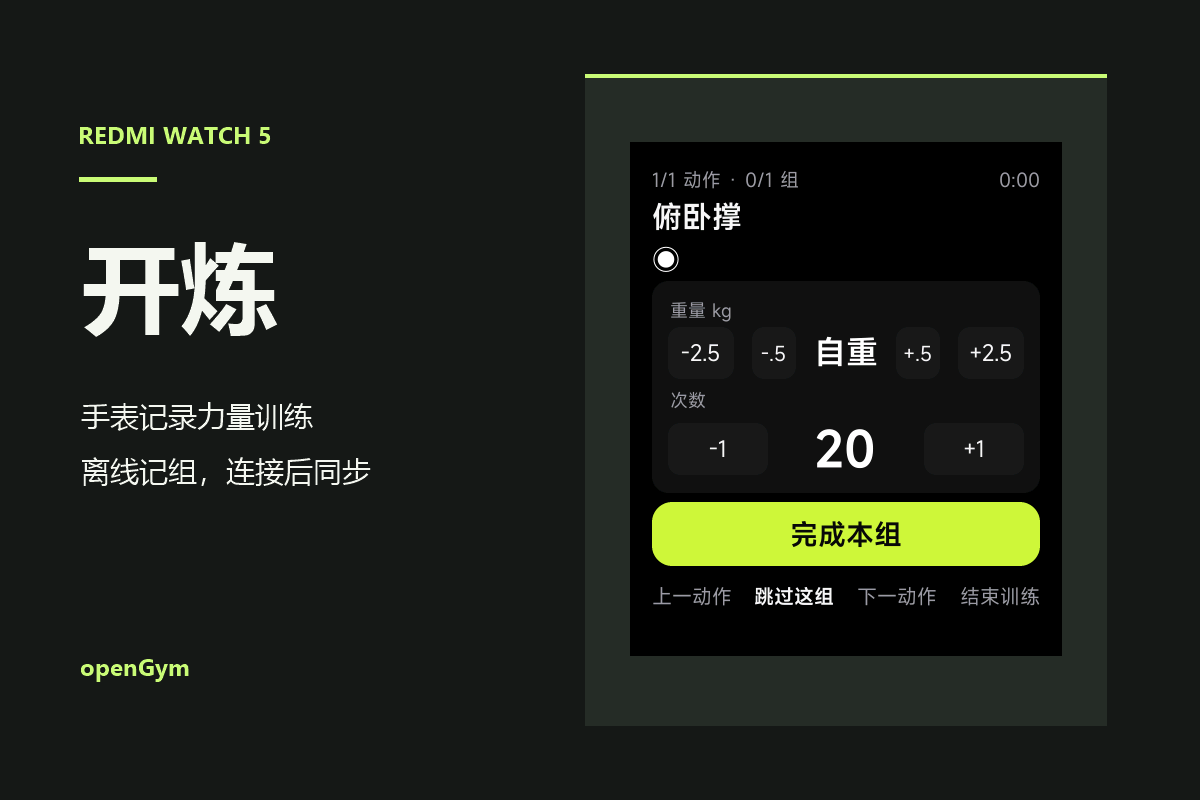 REDMI WATCH 5
开炼
手表记录力量训练
离线记组，连接后同步
openGym
1/1 动作 · 0/1 组 0:00
俯卧撑
重量 kg
-2.5 -.5 自重 +.5 +2.5
次数
-1 20 +1
完成本组
上一动作 跳过这组 下一动作 结束训练